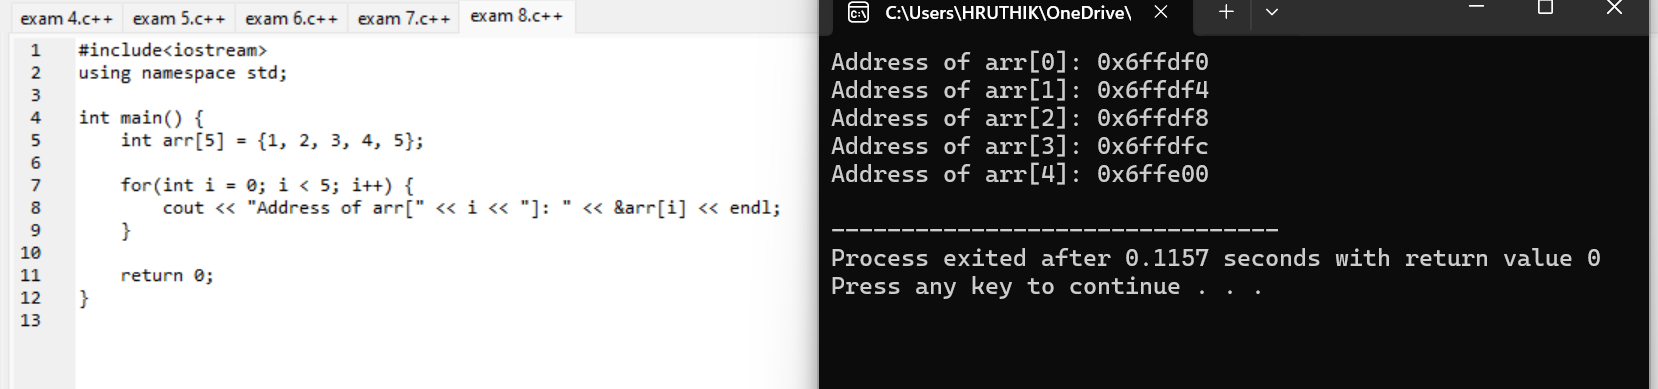 exam 4.c++ exam 5.c++ exam 6.c++ exam 7.c++ exam 8.c++
1 #include<iostream>
2 using namespace std;
3
4 int main() {
5     int arr[5] = {1, 2, 3, 4, 5};
6
7     for(int i = 0; i < 5; i++) {
8         cout << "Address of arr[" << i << "]: " << &arr[i] << endl;
9     }
10
11     return 0;
12 }
13
C:\Users\HRUTHIK\OneDrive\
Address of arr[0]: 0x6ffdf0
Address of arr[1]: 0x6ffdf4
Address of arr[2]: 0x6ffdf8
Address of arr[3]: 0x6ffdfc
Address of arr[4]: 0x6ffe00
--------------------------------
Process exited after 0.1157 seconds with return value 0
Press any key to continue . . .